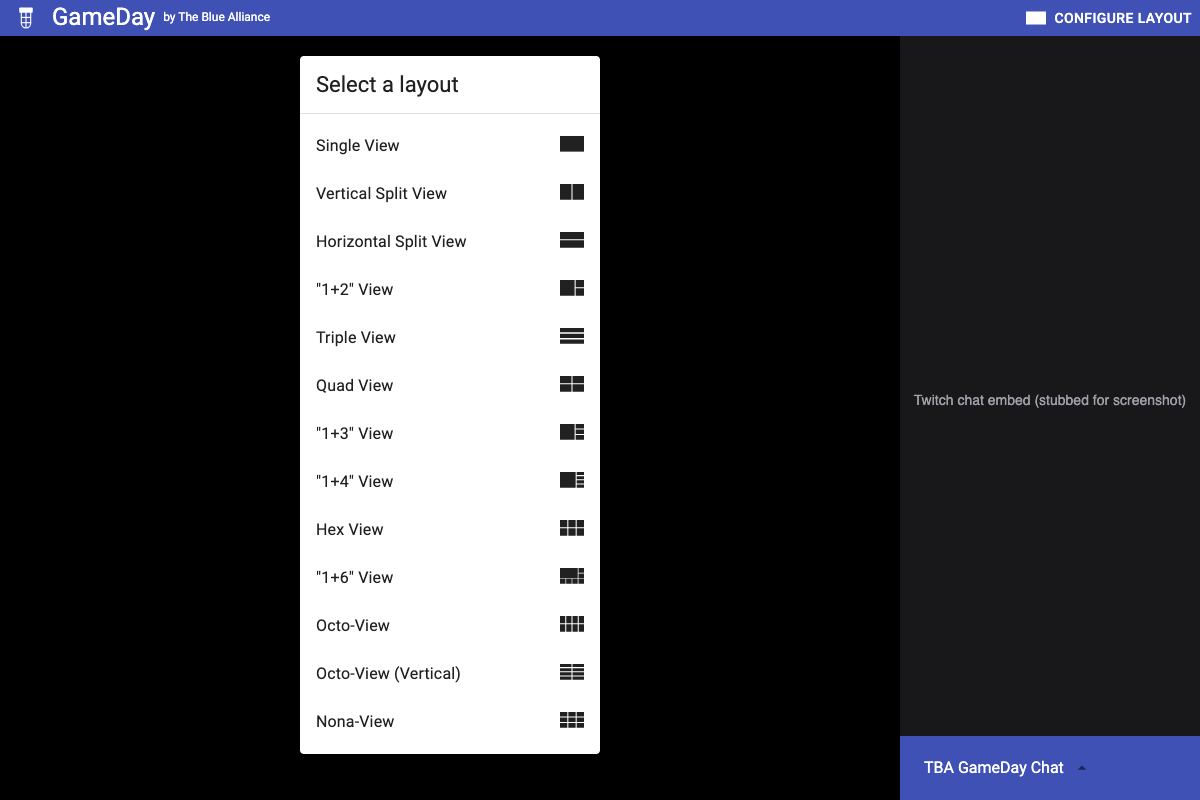 GameDay by The Blue Alliance
CONFIGURE LAYOUT
Select a layout
Single View
Vertical Split View
Horizontal Split View
"1+2" View
Triple View
Quad View
"1+3" View
"1+4" View
Hex View
"1+6" View
Octo-View
Octo-View (Vertical)
Nona-View
Twitch chat embed (stubbed for screenshot)
TBA GameDay Chat